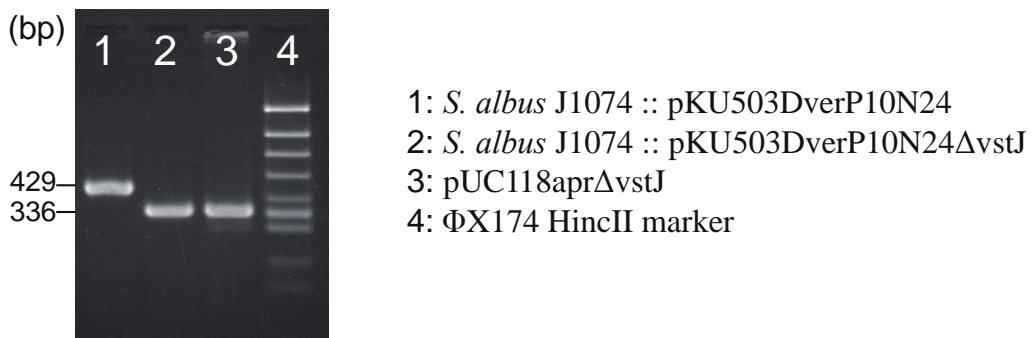 (bp)
1 2 3 4
429
336
1: S. albus J1074 :: pKU503DverP10N24
2: S. albus J1074 :: pKU503DverP10N24ΔvstJ
3: pUC118aprΔvstJ
4: ΦX174 HincII marker